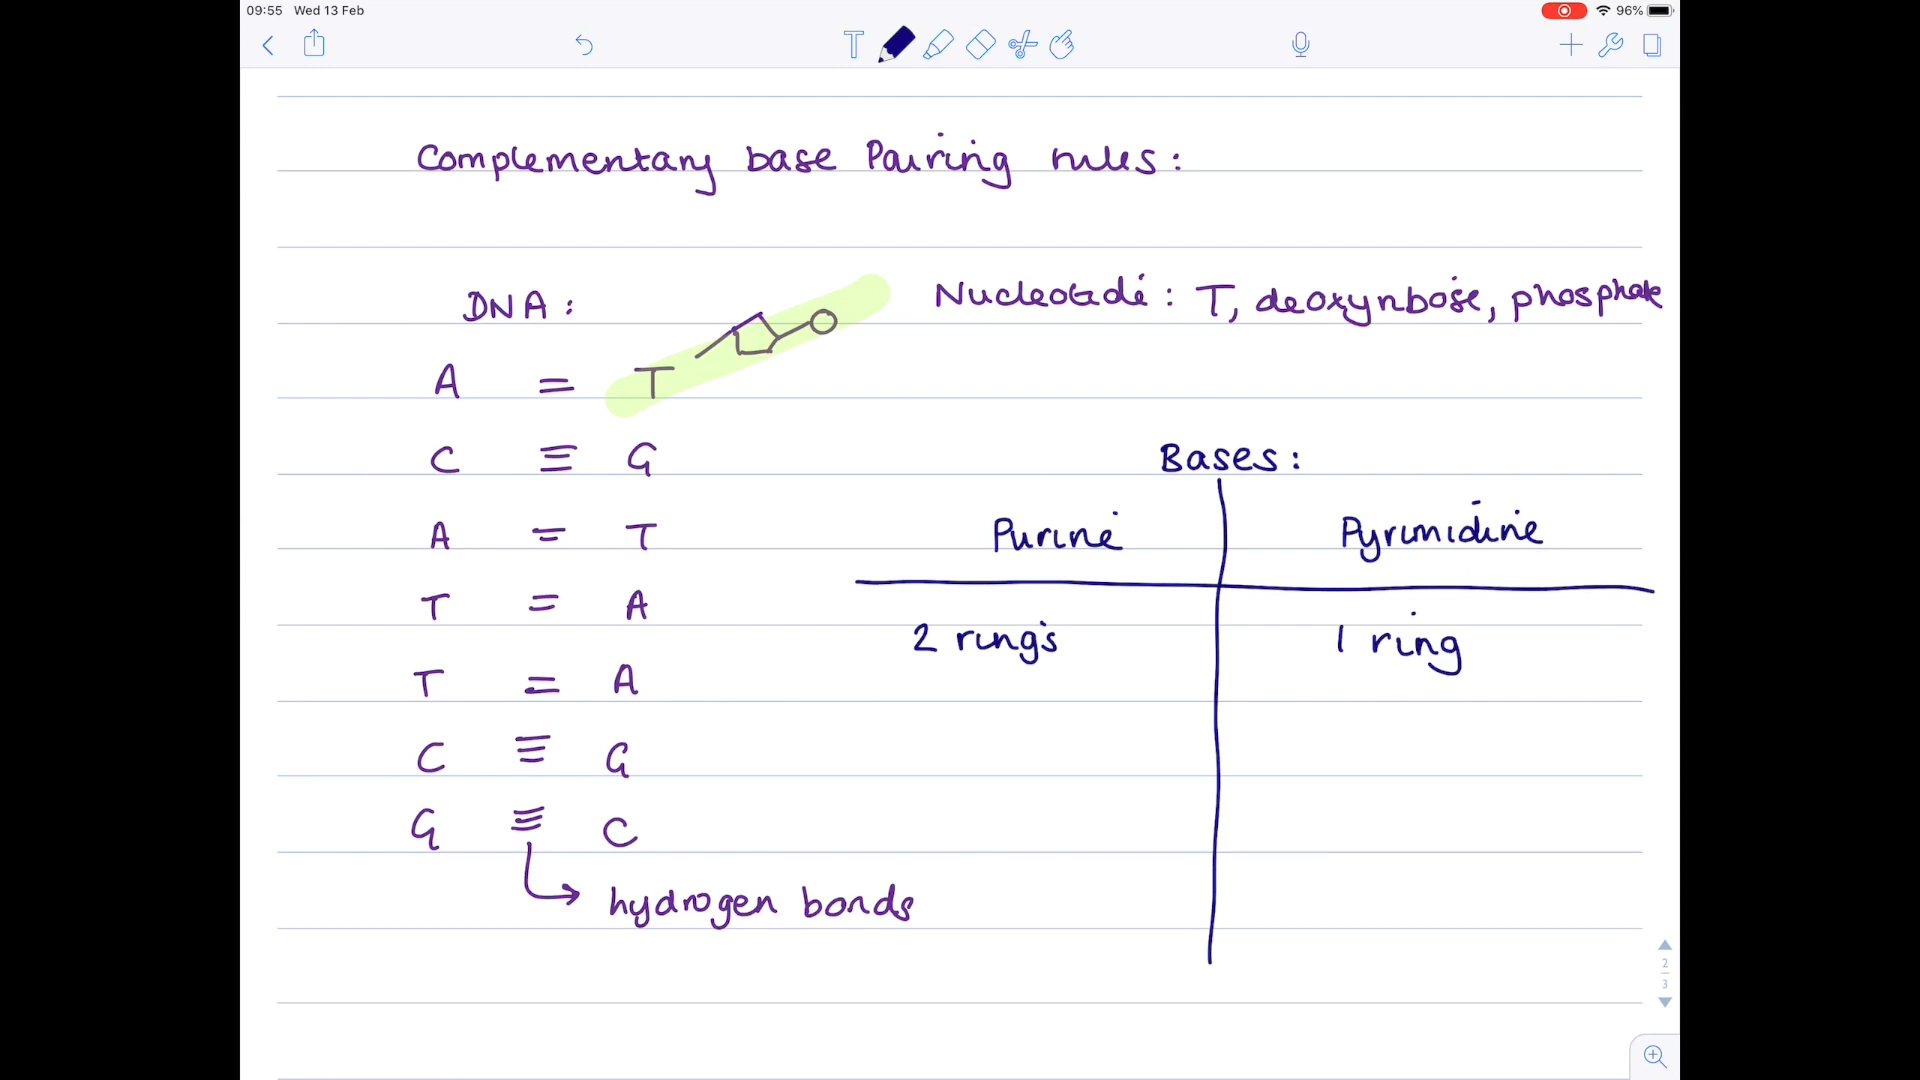 09:55 Wed 13 Feb
96%
T
Complementary base Pairing rules:
DNA:
Nucleotide: T, deoxyribose, phosphate
A = T
C ≡ G
A = T
T = A
T = A
C ≡ G
G ≡ C
hydrogen bonds
Bases:
Purine Pyrimidine
2 rings 1 ring
2
3